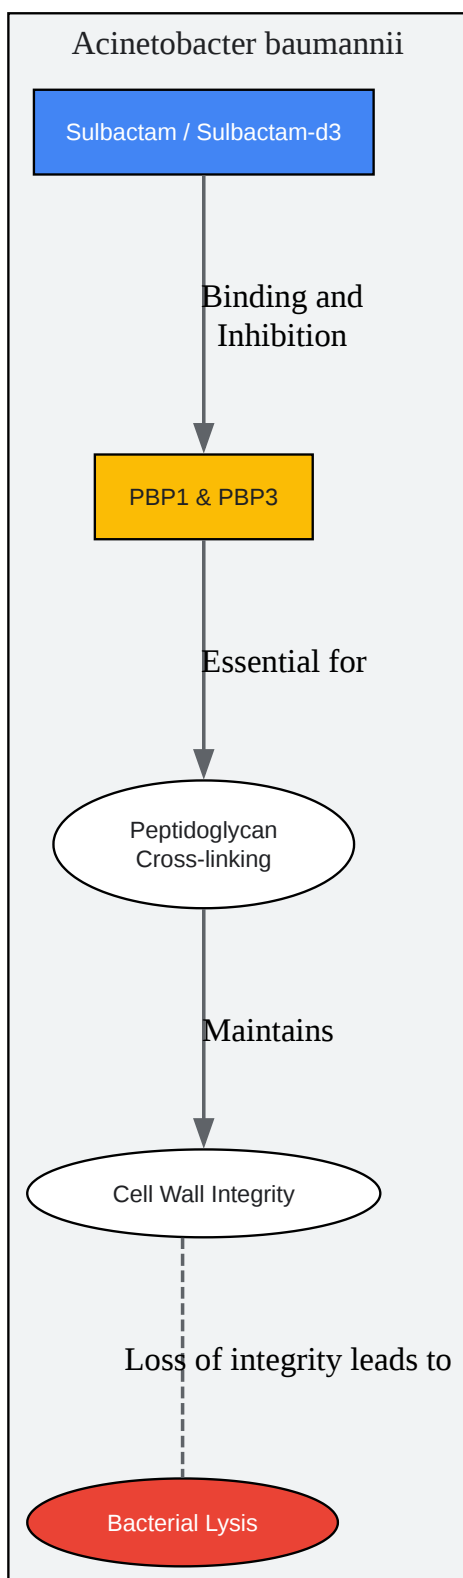 Acinetobacter baumannii
Sulbactam / Sulbactam-d3
Binding and
Inhibition
PBP1 & PBP3
Essential for
Peptidoglycan
Cross-linking
Maintains
Cell Wall Integrity
Loss of integrity leads to
Bacterial Lysis